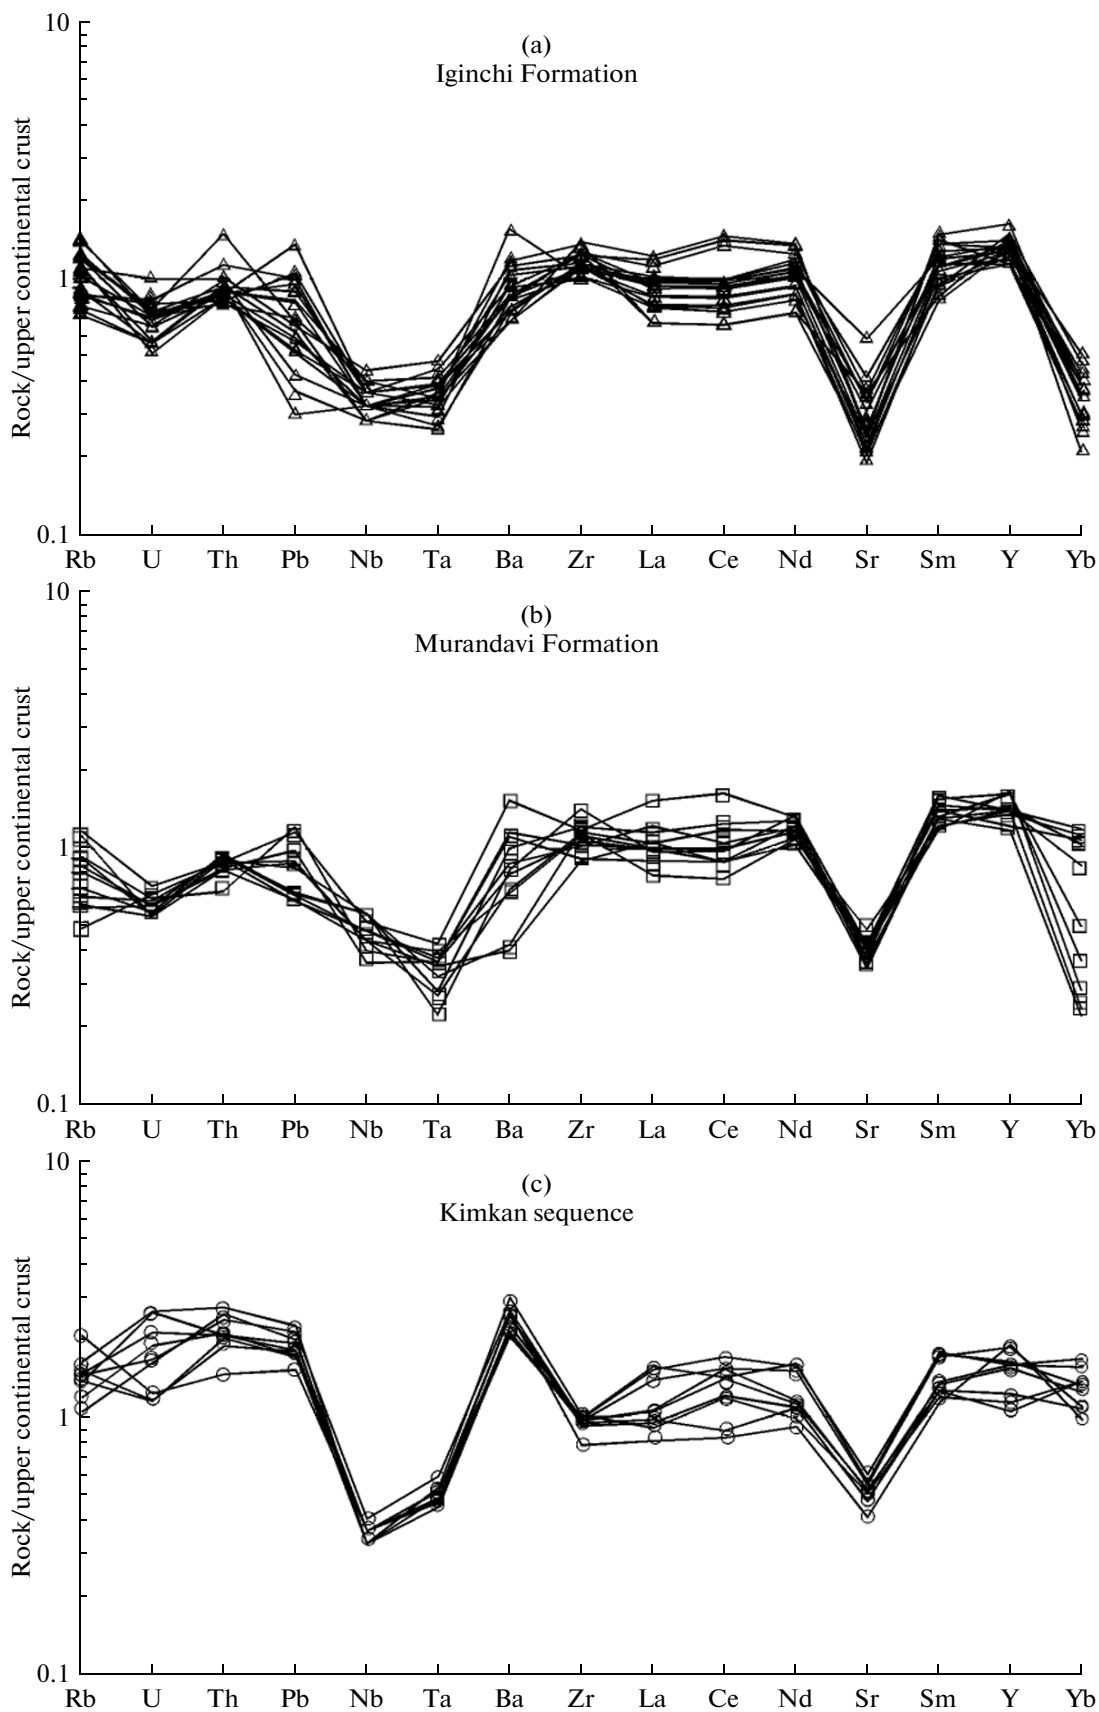 10
(a)
Iginchi Formation
Rock/upper continental crust
1
0.1
Rb U Th Pb Nb Ta Ba Zr La Ce Nd Sr Sm Y Yb
10
(b)
Murandavi Formation
Rock/upper continental crust
1
0.1
Rb U Th Pb Nb Ta Ba Zr La Ce Nd Sr Sm Y Yb
10
(c)
Kimkan sequence
Rock/upper continental crust
1
0.1
Rb U Th Pb Nb Ta Ba Zr La Ce Nd Sr Sm Y Yb